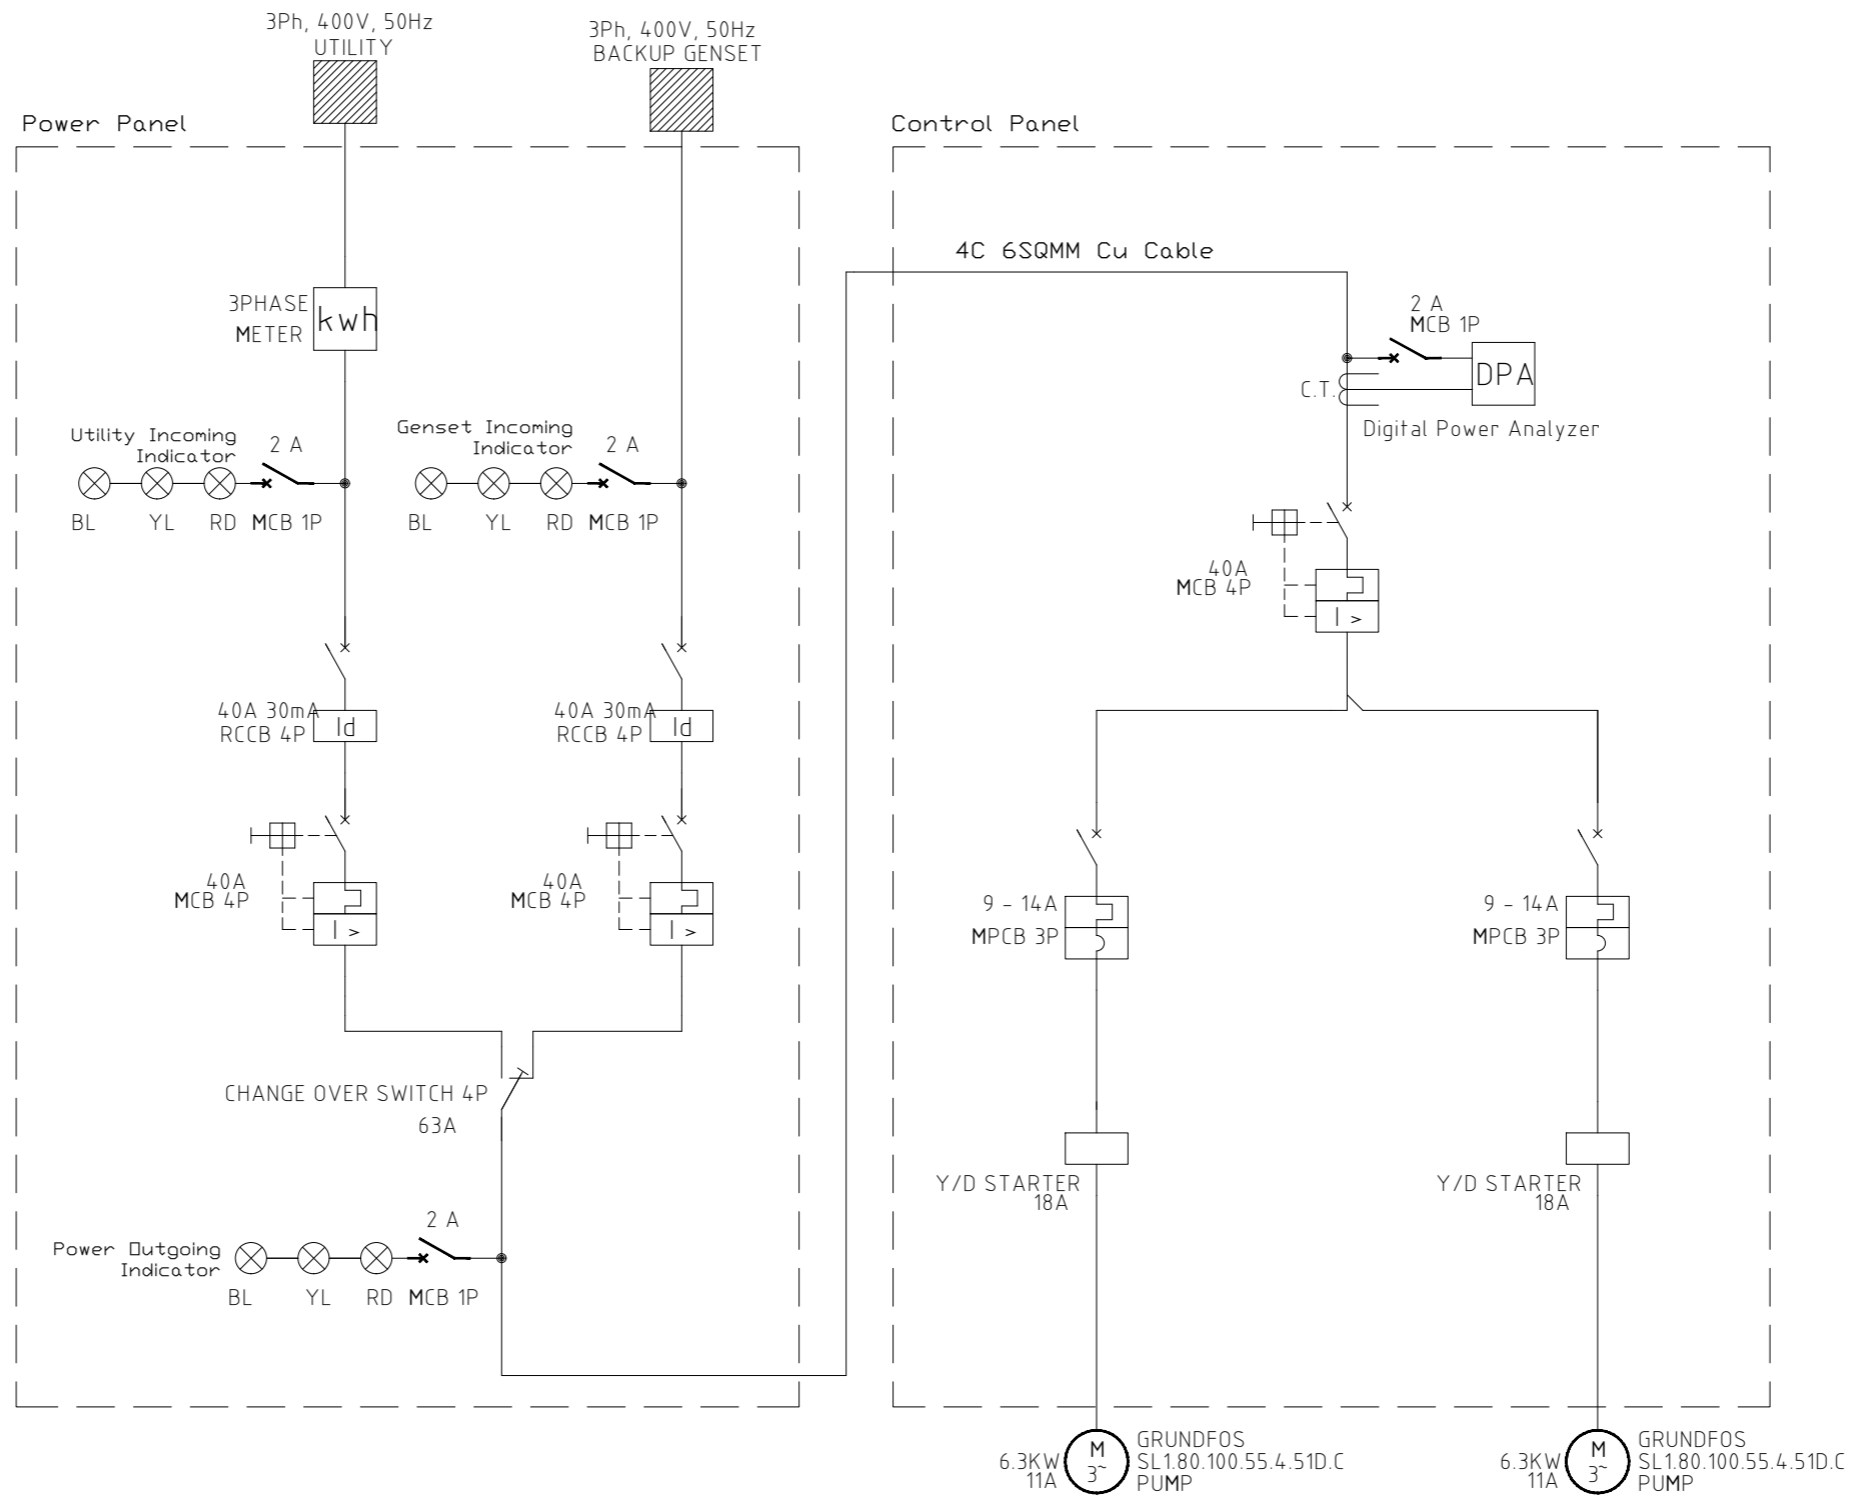 3Ph, 400V, 50Hz
UTILITY
3Ph, 400V, 50Hz
BACKUP GENSET
Power Panel
3PHASE
METER
kwh
Utility Incoming
Indicator
2 A
BL YL RD MCB 1P
Genset Incoming
Indicator
2 A
BL YL RD MCB 1P
40A 30mA
RCCB 4P
Id
40A 30mA
RCCB 4P
Id
40A
MCB 4P
I >
40A
MCB 4P
I >
CHANGE OVER SWITCH 4P
63A
Power Outgoing
Indicator
2 A
BL YL RD MCB 1P
Control Panel
4C 6SQMM Cu Cable
2 A
MCB 1P
DPA
C.T.
Digital Power Analyzer
40A
MCB 4P
I >
9 - 14A
MPCB 3P
9 - 14A
MPCB 3P
Y/D STARTER
18A
Y/D STARTER
18A
6.3KW
11A
M
3~
GRUNDFOS
SL1.80.100.55.4.51D.C
PUMP
6.3KW
11A
M
3~
GRUNDFOS
SL1.80.100.55.4.51D.C
PUMP